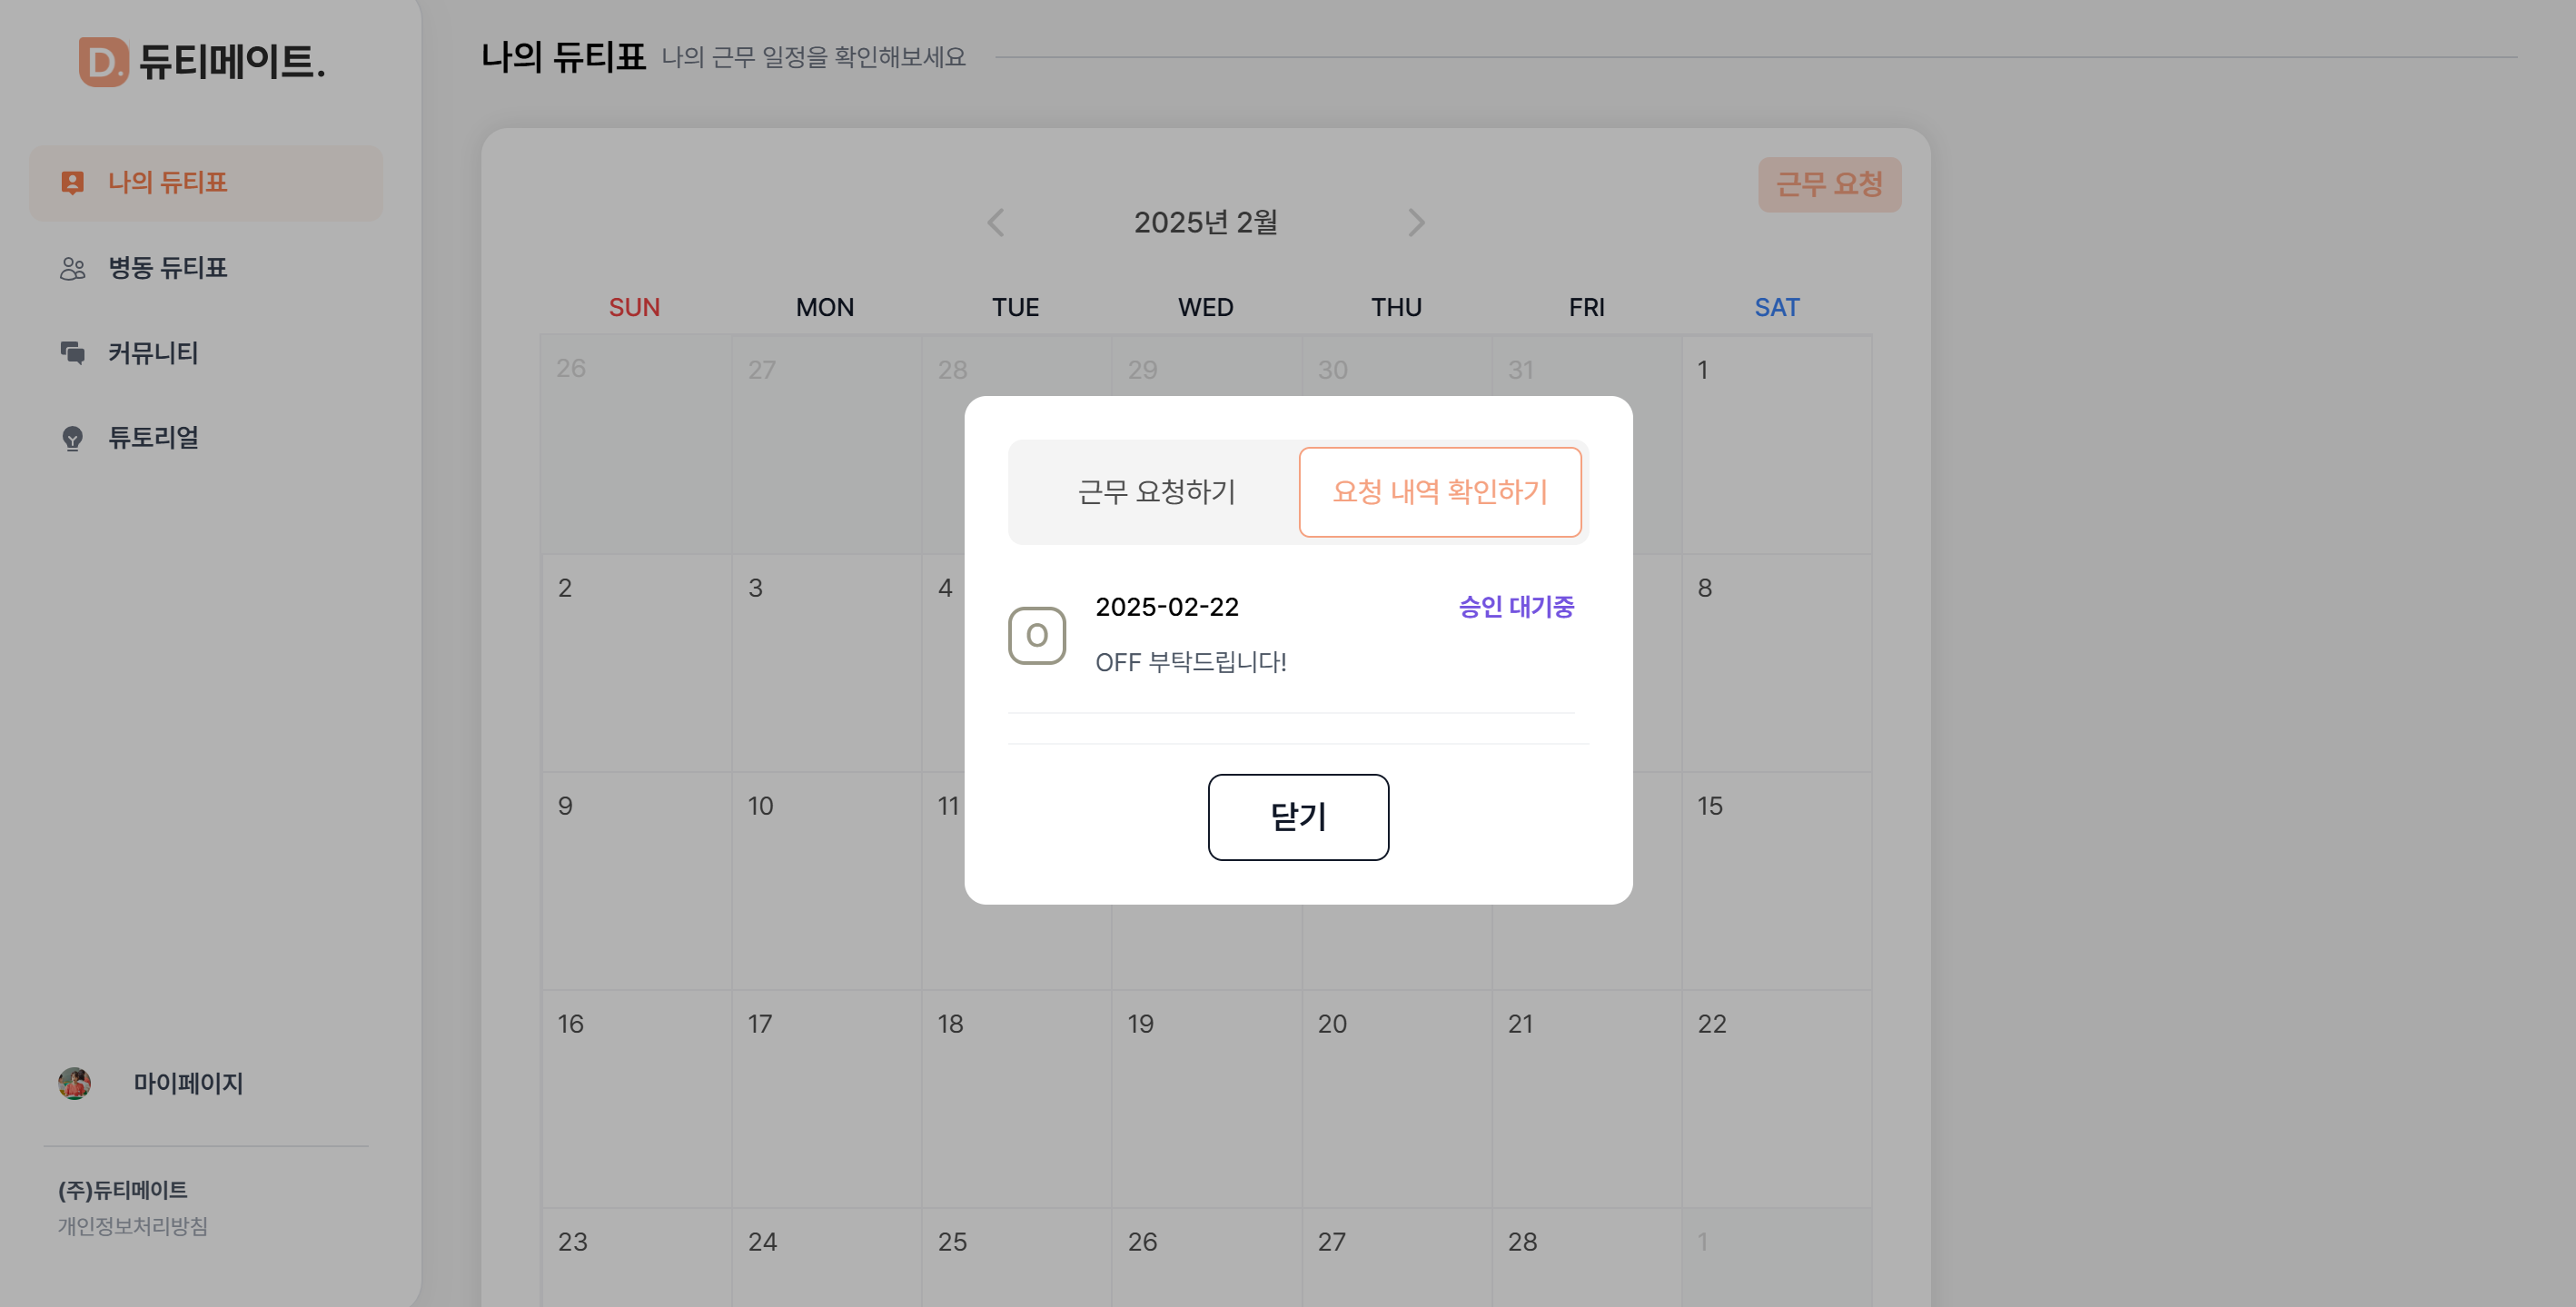 D. 듀티메이트.
나의 듀티표
병동 듀티표
커뮤니티
튜토리얼
마이페이지
(주)듀티메이트
개인정보처리방침
나의 듀티표 나의 근무 일정을 확인해보세요
근무 요청
2025년 2월
SUN MON TUE WED THU FRI SAT
26 27 28 29 30 31 1
2 3 4 8
9 10 11 15
16 17 18 19 20 21 22
23 24 25 26 27 28 1
근무 요청하기 요청 내역 확인하기
O 2025-02-22 승인 대기중
OFF 부탁드립니다!
닫기